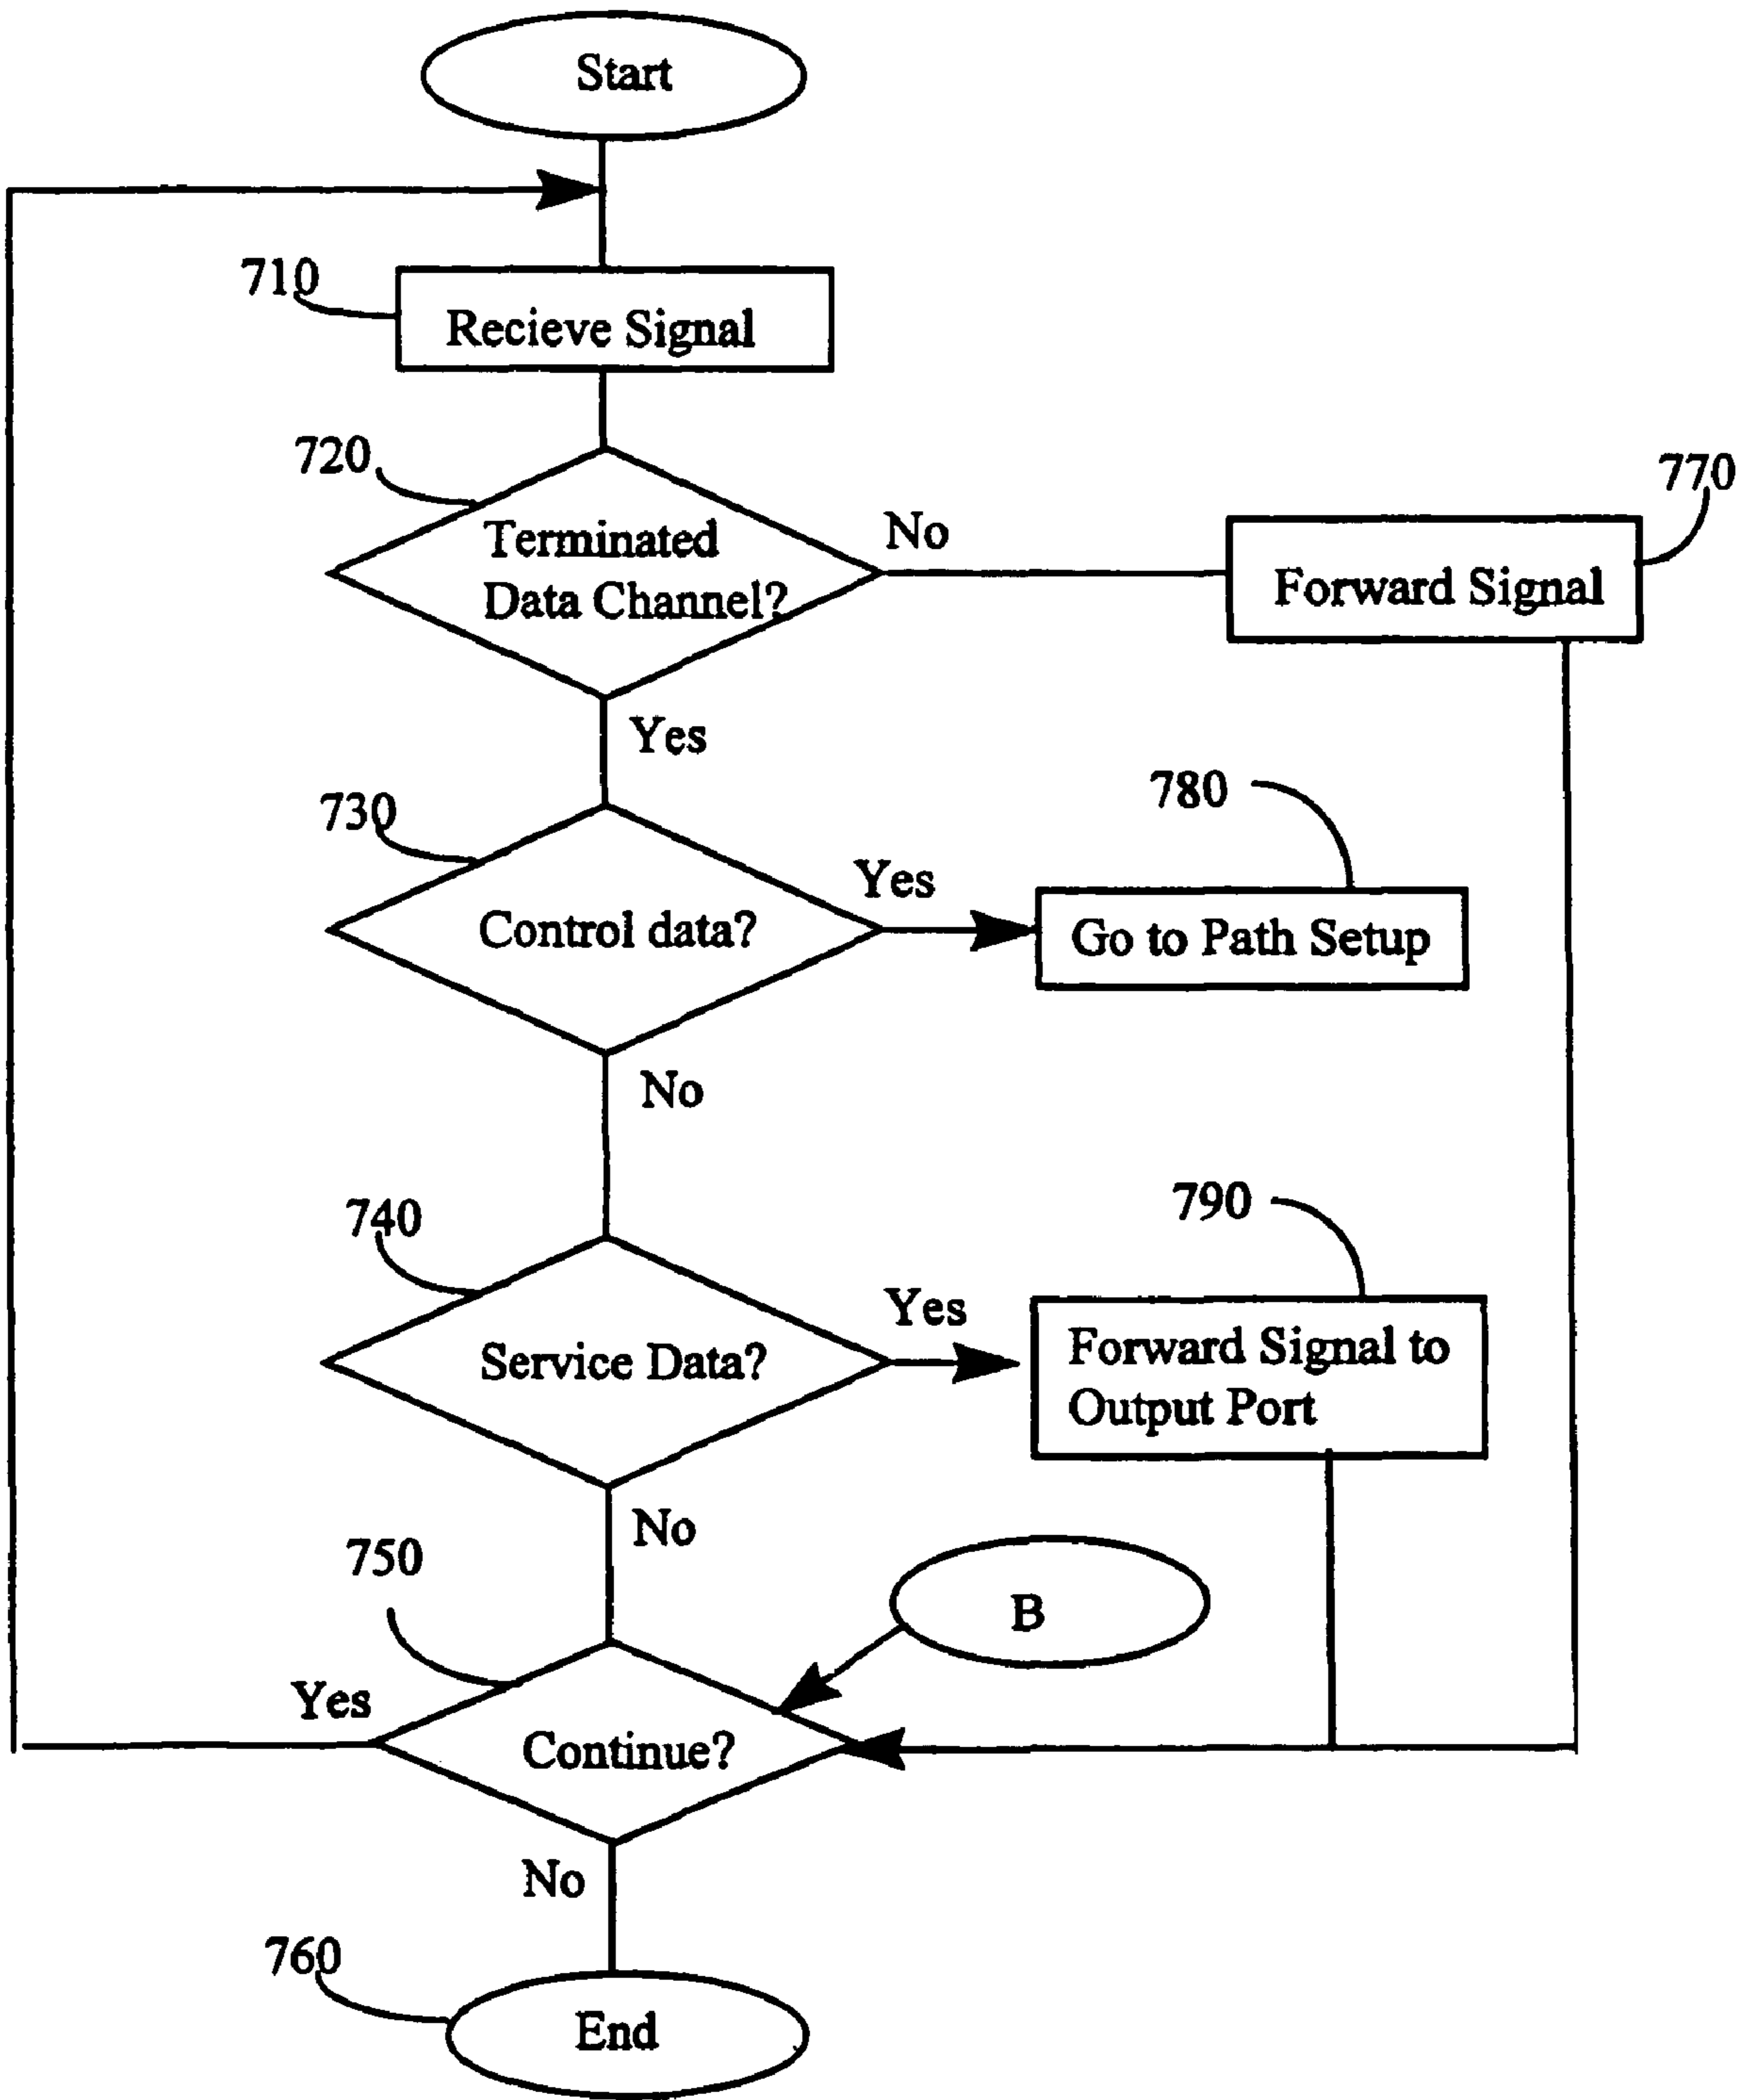 Start
710
Recieve Signal
720
Terminated
Data Channel?
No
770
Forward Signal
Yes
730
Control data?
Yes
780
Go to Path Setup
No
740
Service Data?
Yes
790
Forward Signal to
Output Port
No
750
B
Yes
Continue?
No
760
End